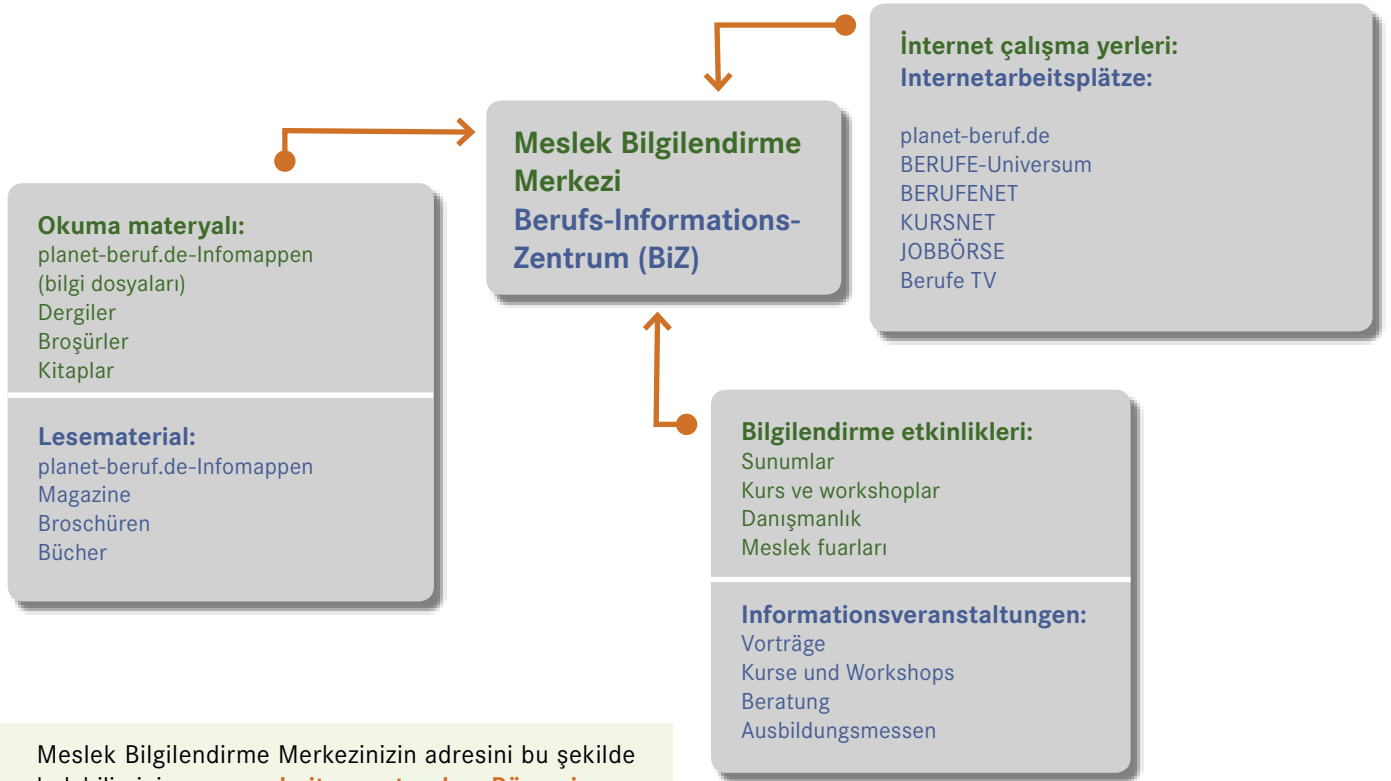 İnternet çalışma yerleri:
Internetarbeitsplätze:
planet-beruf.de
BERUFE-Universum
BERUFENET
KURSNET
JOBBÖRSE
Berufe TV
Meslek Bilgilendirme
Merkezi
Berufs-Informations-
Zentrum (BiZ)
Okuma materyalı:
planet-beruf.de-Infomappen
(bilgi dosyaları)
Dergiler
Broşürler
Kitaplar
Lesematerial:
planet-beruf.de-Infomappen
Magazine
Broschüren
Bücher
Bilgilendirme etkinlikleri:
Sunumlar
Kurs ve workshoplar
Danışmanlık
Meslek fuarları
Informationsveranstaltungen:
Vorträge
Kurse und Workshops
Beratung
Ausbildungsmessen
Meslek Bilgilendirme Merkezinizin adresini bu şekilde